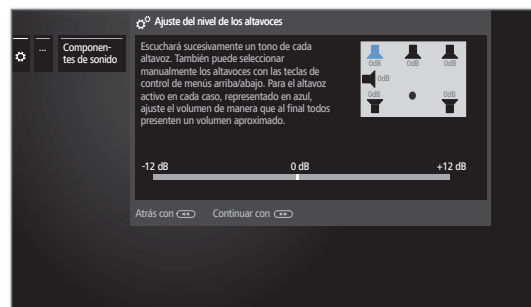 Ajuste del nivel de los altavoces
...
Componen-
tes de sonido
Escuchará sucesivamente un tono de cada
altavoz. También puede seleccionar
manualmente los altavoces con las teclas de
control de menús arriba/abajo. Para el altavoz
activo en cada caso, representado en azul,
ajuste el volumen de manera que al final todos
presenten un volumen aproximado.
0dB 0dB 0dB
0dB
0dB 0dB
-12 dB 0 dB +12 dB
Atrás con Continuar con